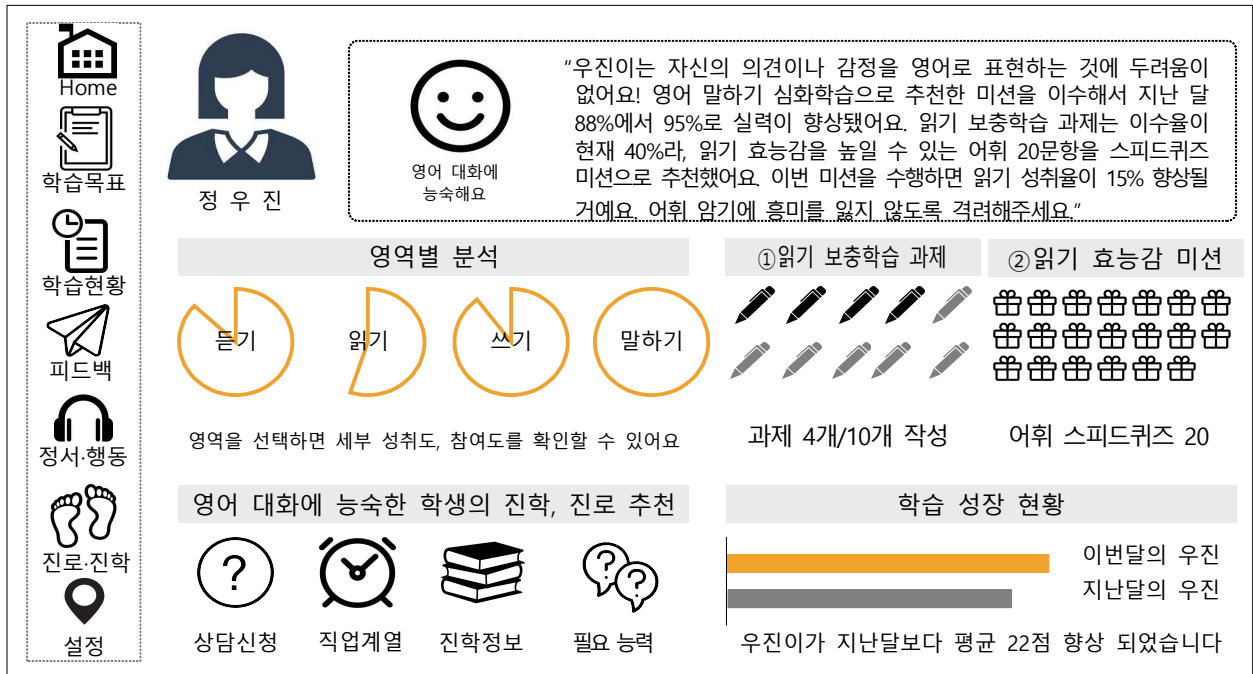 Home
학습목표
학습현황
피드백
정서·행동
진로·진학
설정
정 우 진
영어 대화에
능숙해요
"우진이는 자신의 의견이나 감정을 영어로 표현하는 것에 두려움이
없어요! 영어 말하기 심화학습으로 추천한 미션을 이수해서 지난 달
88%에서 95%로 실력이 향상됐어요. 읽기 보충학습 과제는 이수율이
현재 40%라, 읽기 효능감을 높일 수 있는 어휘 20문항을 스피드퀴즈
미션으로 추천했어요. 이번 미션을 수행하면 읽기 성취율이 15% 향상될
거예요. 어휘 암기에 흥미를 잃지 않도록 격려해주세요."
영역별 분석
듣기
읽기
쓰기
말하기
영역을 선택하면 세부 성취도, 참여도를 확인할 수 있어요
①읽기 보충학습 과제
과제 4개/10개 작성
②읽기 효능감 미션
어휘 스피드퀴즈 20
영어 대화에 능숙한 학생의 진학, 진로 추천
?
? ?
상담신청
직업계열
진학정보
필요 능력
학습 성장 현황
이번달의 우진
지난달의 우진
우진이가 지난달보다 평균 22점 향상 되었습니다